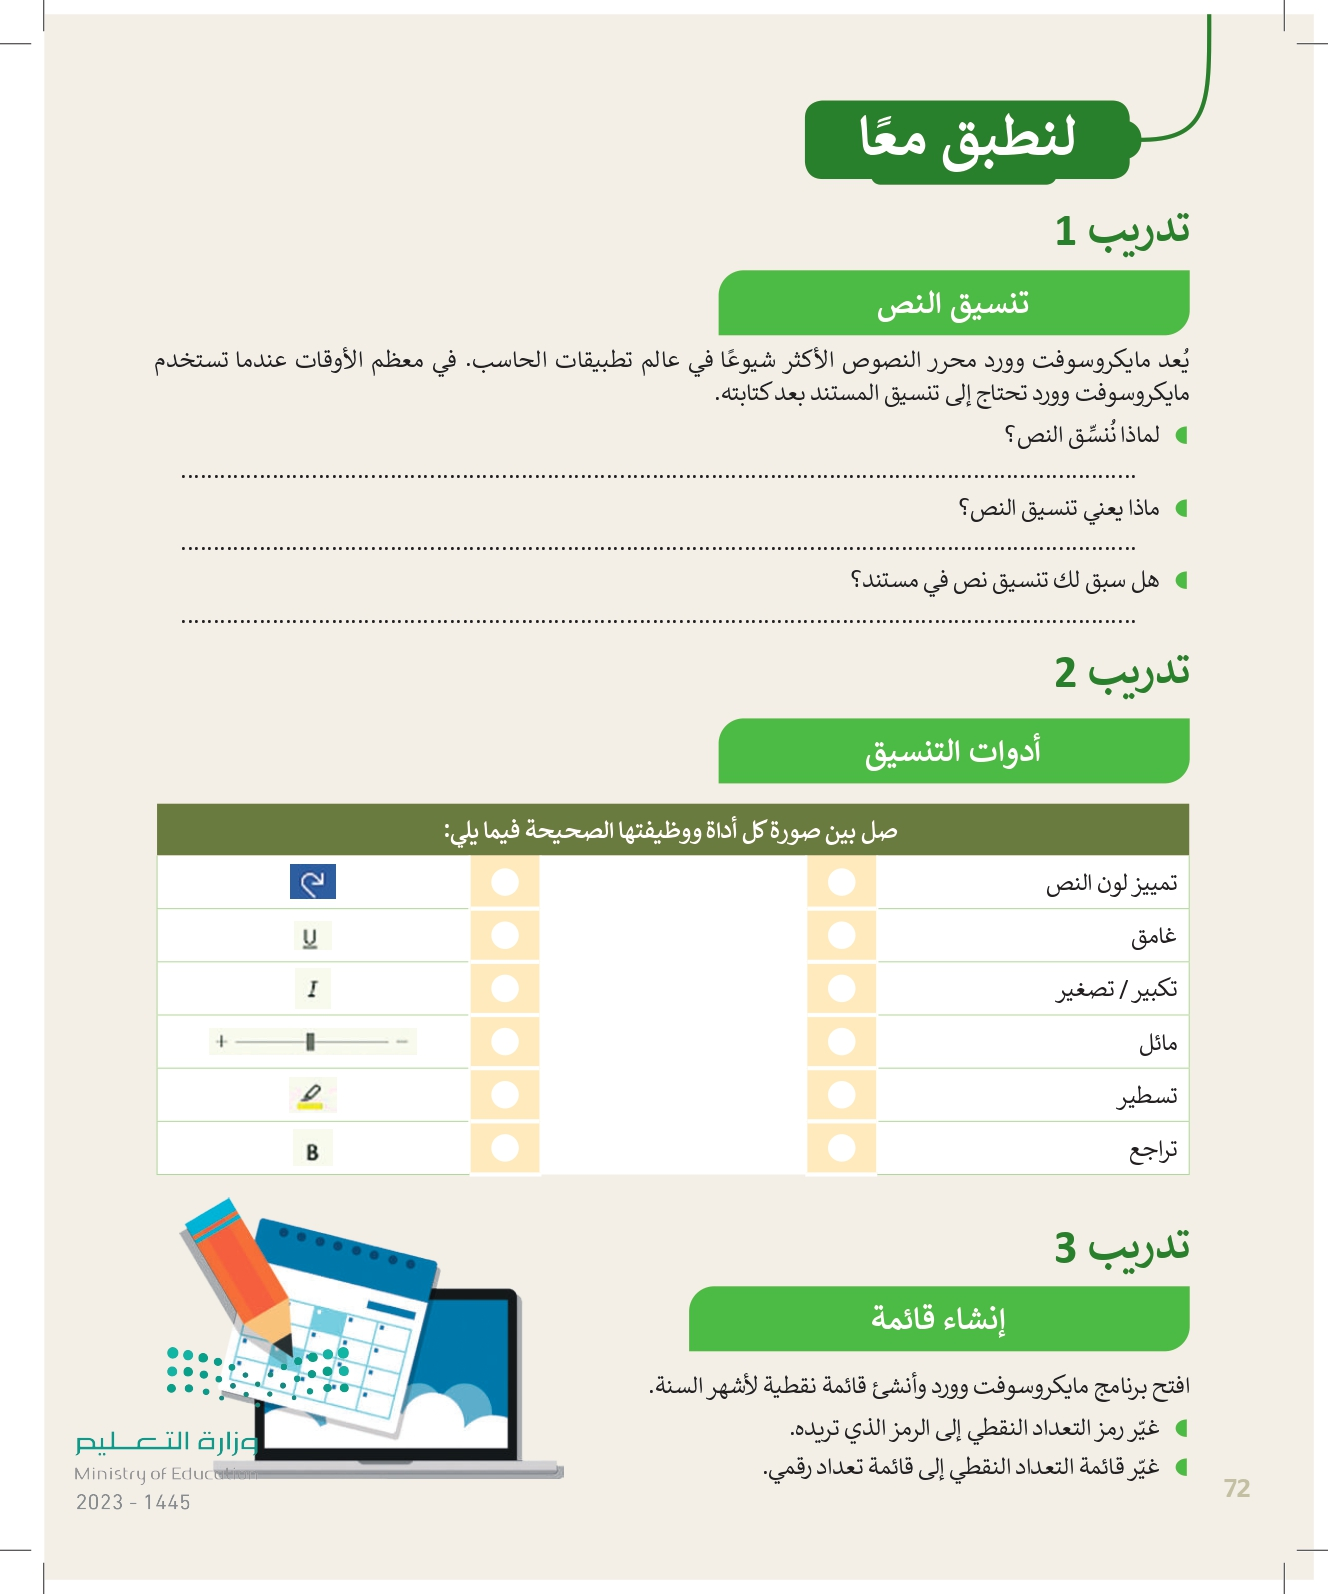 لنطبق معًا
تدريب 1
تنسيق النص
يُعد مايكروسوفت وورد محرر النصوص الأكثر شيوعًا في عالم تطبيقات الحاسب. في معظم الأوقات عندما تستخدم
مايكروسوفت وورد تحتاج إلى تنسيق المستند بعد كتابته.
لماذا نُنسِّق النص؟
ماذا يعني تنسيق النص؟
هل سبق لك تنسيق نص في مستند؟
تدريب 2
أدوات التنسيق
صل بين صورة كل أداة ووظيفتها الصحيحة فيما يلي:
تمييز لون النص
غامق U
تكبير / تصغير I
مائل + −
تسطير
تراجع B
تدريب 3
إنشاء قائمة
افتح برنامج مايكروسوفت وورد وأنشئ قائمة نقطية لأشهر السنة.
غيّر رمز التعداد النقطي إلى الرمز الذي تريده.
غيّر قائمة التعداد النقطي إلى قائمة تعداد رقمي.
وزارة التعليم
Ministry of Education
2023 - 1445
72